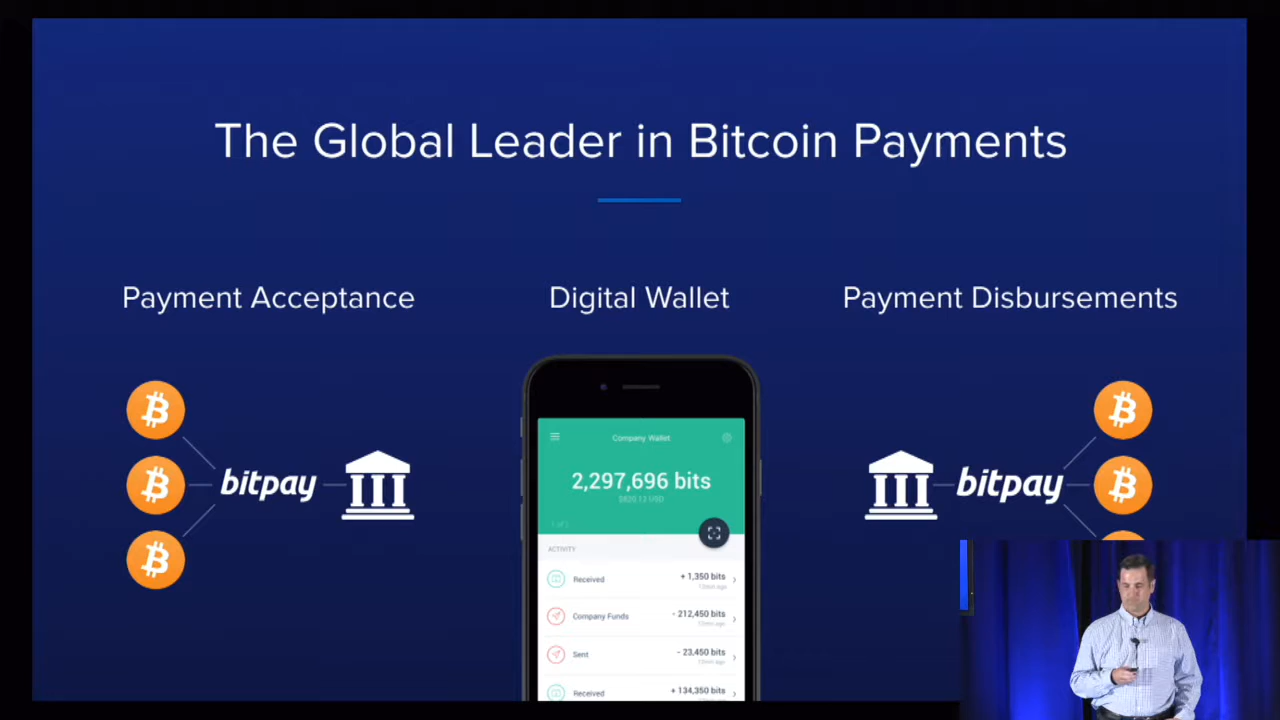 The Global Leader in Bitcoin Payments
Payment Acceptance
Digital Wallet
Payment Disbursements
bitpay
bitpay
Company Wallet
2,297,696 bits
ACTIVITY
Received
+ 1,350 bits
Company Funds
- 212,450 bits
Sent
- 23,450 bits
Received
+ 134,350 bits